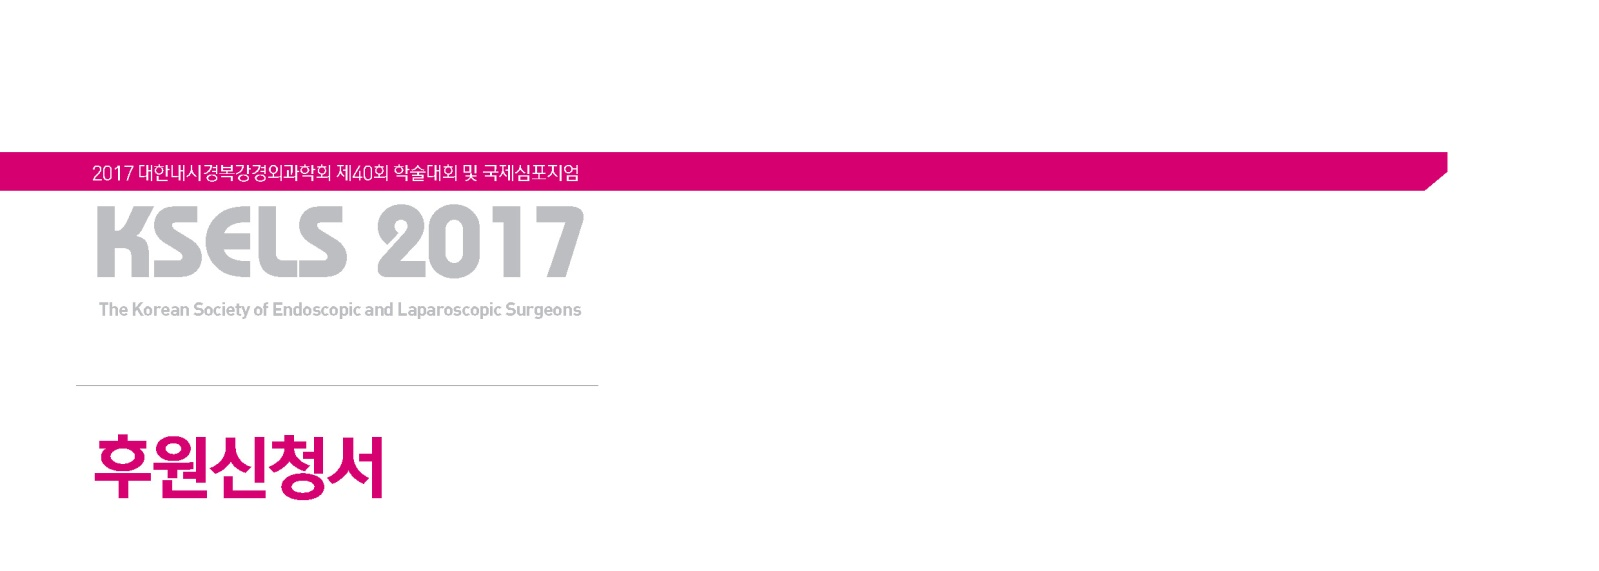 2017 대한내시경복강경외과학회 제40회 학술대회 및 국제심포지엄
KSELS 2017
The Korean Society of Endoscopic and Laparoscopic Surgeons
후원신청서